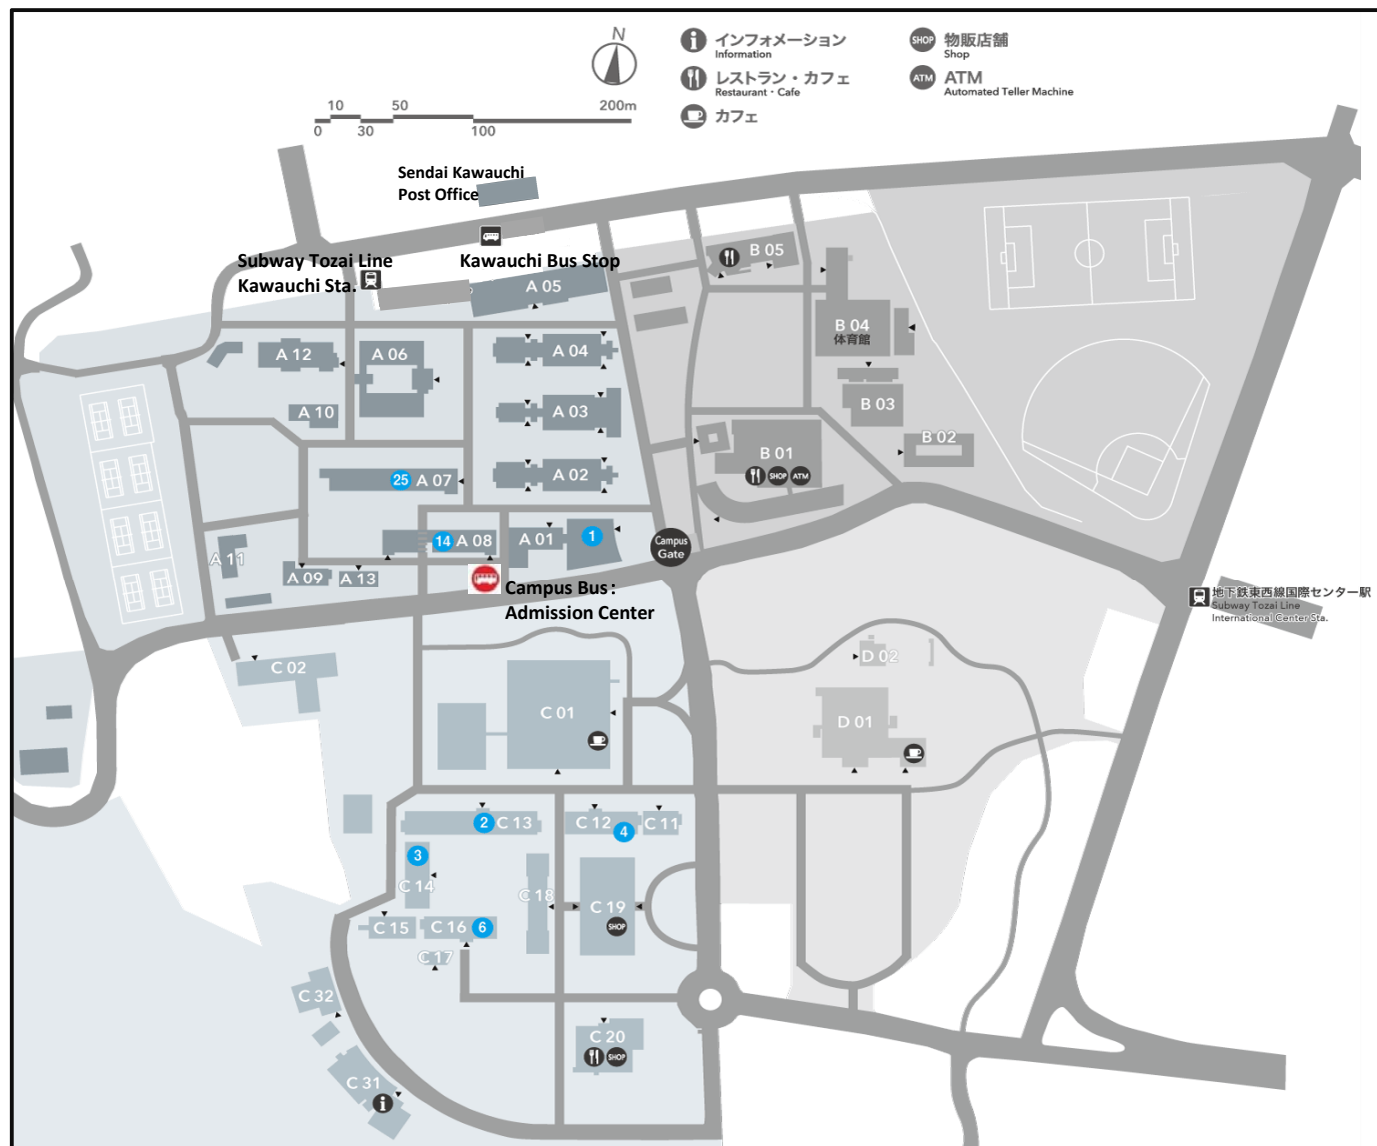 N
インフォメーション
Information
物販店舗
Shop
SHOP
レストラン・カフェ
Restaurant・Cafe
ATM
ATM
Automated Teller Machine
カフェ
10
50
200m
0
30
100
Sendai Kawauchi
Post Office
Subway Tozai Line
Kawauchi Sta.
Kawauchi Bus Stop
A 05
B 05
B 04
体育館
A 12
A 06
A 04
A 10
A 03
B 03
B 02
B 01
SHOP
ATM
25
A 07
A 02
14
A 08
A 01
1
Campus
Gate
A 11
A 09
A 13
Campus Bus：
Admission Center
地下鉄東西線国際センター駅
Subway Tozai Line
International Center Sta.
C 02
D 02
C 01
D 01
2
C 13
C 12
4
C 11
3
C 14
C 18
C 19
SHOP
C 15
C 16
6
C 17
C 32
C 20
SHOP
C 31